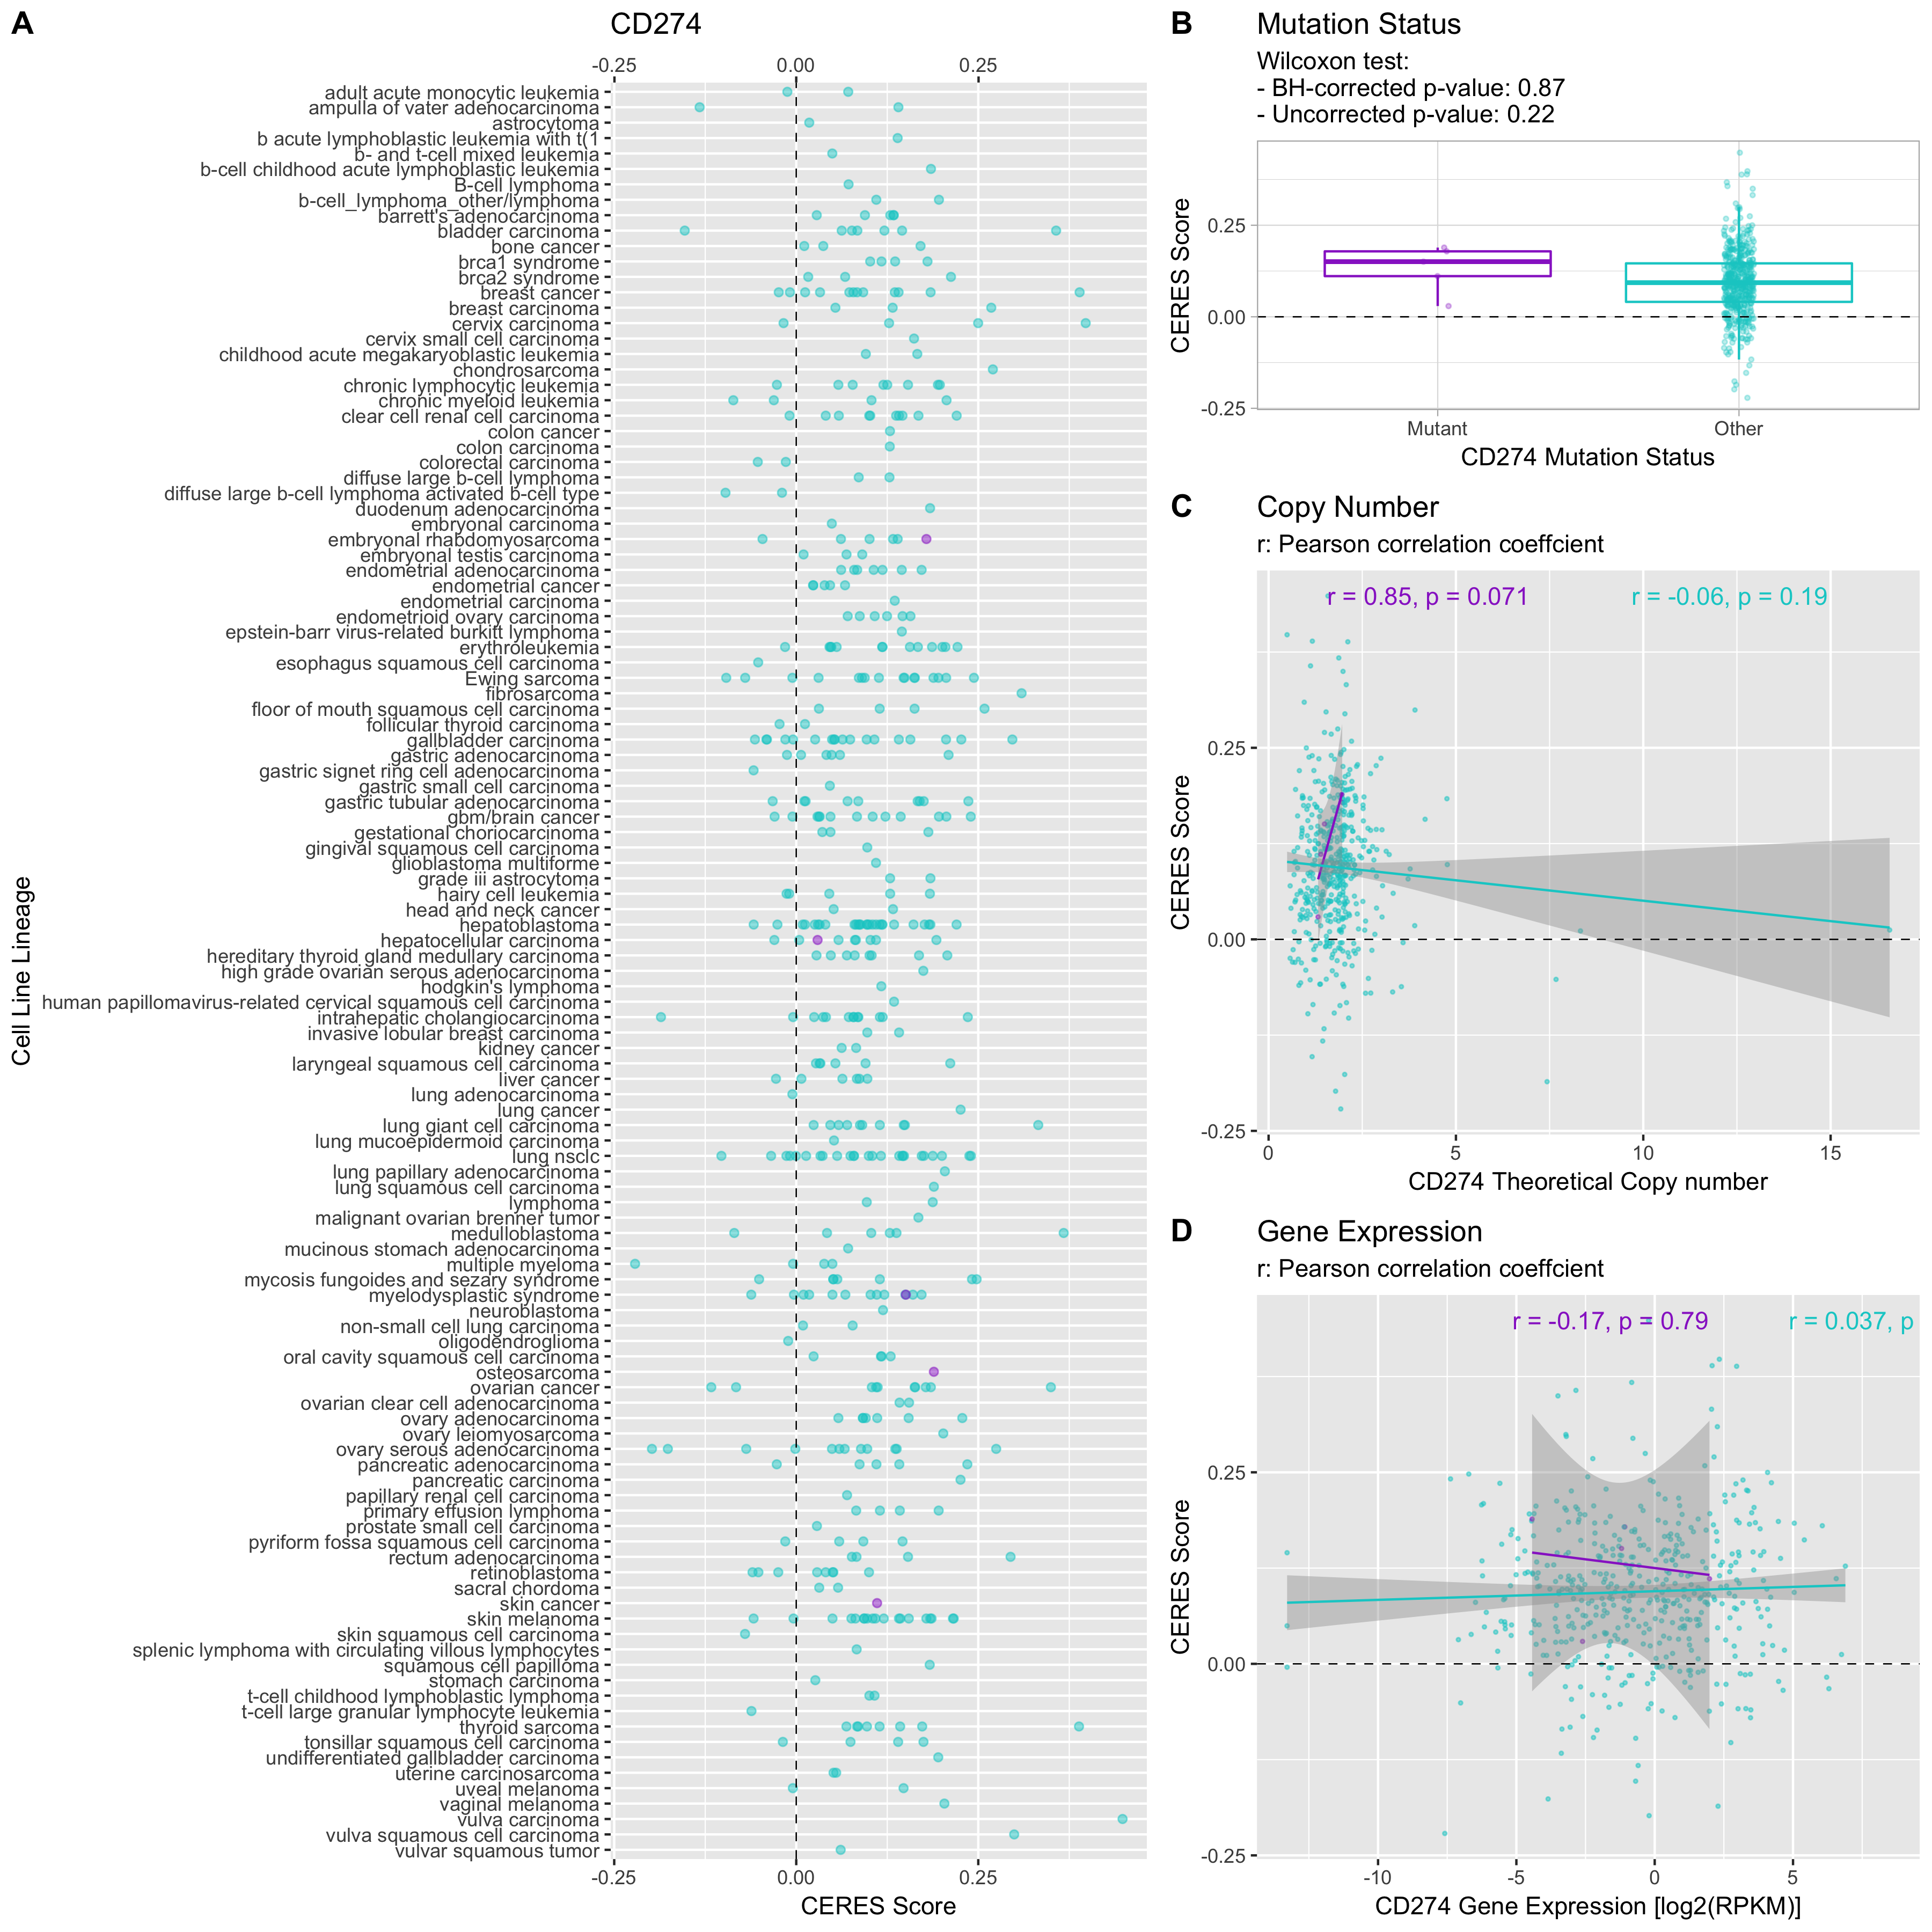 A
CD274
-0.25 0.00 0.25
Cell Line Lineage
adult acute monocytic leukemia
ampulla of vater adenocarcinoma
astrocytoma
b acute lymphoblastic leukemia with t(1
b- and t-cell mixed leukemia
b-cell childhood acute lymphoblastic leukemia
B-cell lymphoma
b-cell_lymphoma_other/lymphoma
barrett's adenocarcinoma
bladder carcinoma
bone cancer
brca1 syndrome
brca2 syndrome
breast cancer
breast carcinoma
cervix carcinoma
cervix small cell carcinoma
childhood acute megakaryoblastic leukemia
chondrosarcoma
chronic lymphocytic leukemia
chronic myeloid leukemia
clear cell renal cell carcinoma
colon cancer
colon carcinoma
colorectal carcinoma
diffuse large b-cell lymphoma
diffuse large b-cell lymphoma activated b-cell type
duodenum adenocarcinoma
embryonal carcinoma
embryonal rhabdomyosarcoma
embryonal testis carcinoma
endometrial adenocarcinoma
endometrial cancer
endometrial carcinoma
endometrioid ovary carcinoma
epstein-barr virus-related burkitt lymphoma
erythroleukemia
esophagus squamous cell carcinoma
Ewing sarcoma
fibrosarcoma
floor of mouth squamous cell carcinoma
follicular thyroid carcinoma
gallbladder carcinoma
gastric adenocarcinoma
gastric signet ring cell adenocarcinoma
gastric small cell carcinoma
gastric tubular adenocarcinoma
gbm/brain cancer
gestational choriocarcinoma
gingival squamous cell carcinoma
glioblastoma multiforme
grade iii astrocytoma
hairy cell leukemia
head and neck cancer
hepatoblastoma
hepatocellular carcinoma
hereditary thyroid gland medullary carcinoma
high grade ovarian serous adenocarcinoma
hodgkin's lymphoma
human papillomavirus-related cervical squamous cell carcinoma
intrahepatic cholangiocarcinoma
invasive lobular breast carcinoma
kidney cancer
laryngeal squamous cell carcinoma
liver cancer
lung adenocarcinoma
lung cancer
lung giant cell carcinoma
lung mucoepidermoid carcinoma
lung nsclc
lung papillary adenocarcinoma
lung squamous cell carcinoma
lymphoma
malignant ovarian brenner tumor
medulloblastoma
mucinous stomach adenocarcinoma
multiple myeloma
mycosis fungoides and sezary syndrome
myelodysplastic syndrome
neuroblastoma
non-small cell lung carcinoma
oligodendroglioma
oral cavity squamous cell carcinoma
osteosarcoma
ovarian cancer
ovarian clear cell adenocarcinoma
ovary adenocarcinoma
ovary leiomyosarcoma
ovary serous adenocarcinoma
pancreatic adenocarcinoma
pancreatic carcinoma
papillary renal cell carcinoma
primary effusion lymphoma
prostate small cell carcinoma
pyriform fossa squamous cell carcinoma
rectum adenocarcinoma
retinoblastoma
sacral chordoma
skin cancer
skin melanoma
skin squamous cell carcinoma
splenic lymphoma with circulating villous lymphocytes
squamous cell papilloma
stomach carcinoma
t-cell childhood lymphoblastic lymphoma
t-cell large granular lymphocyte leukemia
thyroid sarcoma
tonsillar squamous cell carcinoma
undifferentiated gallbladder carcinoma
uterine carcinosarcoma
uveal melanoma
vaginal melanoma
vulva carcinoma
vulva squamous cell carcinoma
vulvar squamous tumor
-0.25 0.00 0.25
CERES Score
B
Mutation Status
Wilcoxon test:
- BH-corrected p-value: 0.87
- Uncorrected p-value: 0.22
CERES Score
0.25
0.00
-0.25
Mutant Other
CD274 Mutation Status
C
Copy Number
r: Pearson correlation coeffcient
r = 0.85, p = 0.071 r = -0.06, p = 0.19
CERES Score
0.25
0.00
-0.25
0 5 10 15
CD274 Theoretical Copy number
D
Gene Expression
r: Pearson correlation coeffcient
r = -0.17, p = 0.79 r = 0.037, p
CERES Score
0.25
0.00
-0.25
-10 -5 0 5
CD274 Gene Expression [log2(RPKM)]